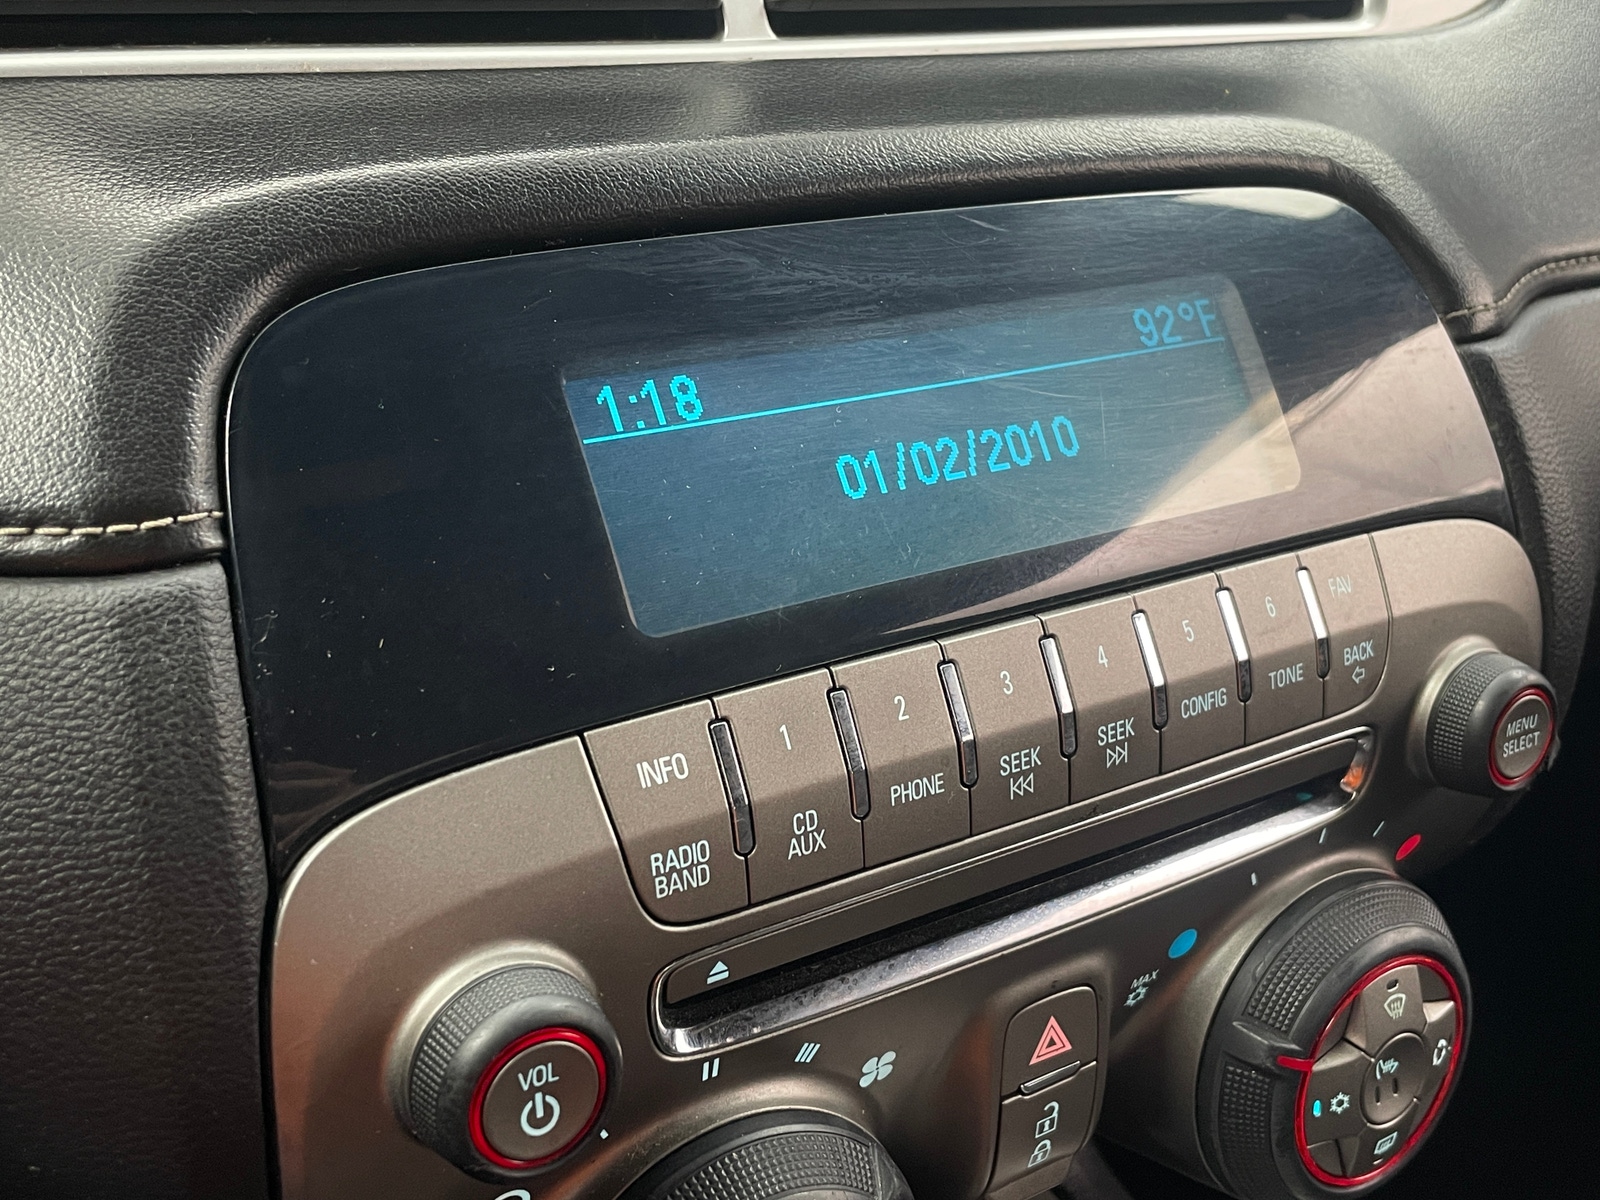 92°F
1:18
01/02/2010
INFO
1
2
3
4
5
6
FAV
RADIO
BAND
CD
AUX
PHONE
SEEK
SEEK
CONFIG
TONE
BACK
MENU
SELECT
MAX
VOL